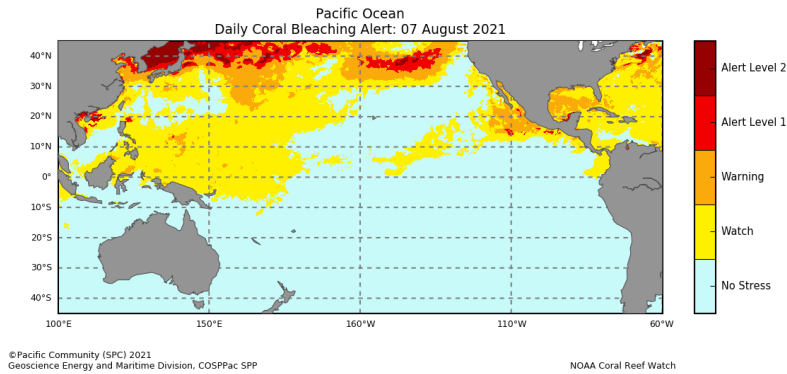 Pacific Ocean
Daily Coral Bleaching Alert: 07 August 2021
40°N
30°N
20°N
10°N
0°
10°S
20°S
30°S
40°S
100°E
150°E
160°W
110°W
60°W
Alert Level 2
Alert Level 1
Warning
Watch
No Stress
©Pacific Community (SPC) 2021
Geoscience Energy and Maritime Division, COSPPac SPP
NOAA Coral Reef Watch